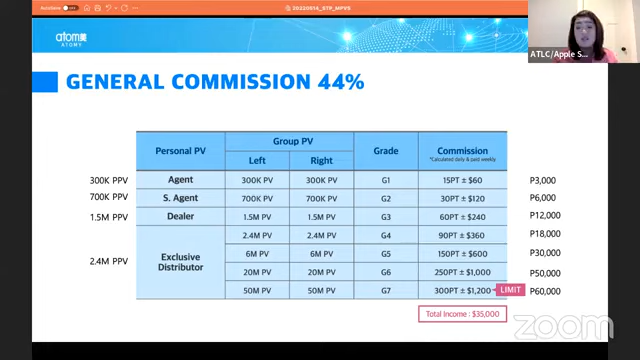 AutoSave
20220514_STP_MPVS
atom美
ATOMY
ATLC/Apple S...
GENERAL COMMISSION 44%
Personal PV Group PV Grade Commission
*Calculated daily & paid weekly
Left Right
300K PPV Agent 300K PV 300K PV G1 15PT ± $60 P3,000
700K PPV S. Agent 700K PV 700K PV G2 30PT ± $120 P6,000
1.5M PPV Dealer 1.5M PV 1.5M PV G3 60PT ± $240 P12,000
2.4M PPV Exclusive Distributor 2.4M PV 2.4M PV G4 90PT ± $360 P18,000
6M PV 6M PV G5 150PT ± $600 P30,000
20M PV 20M PV G6 250PT ± $1,000 P50,000
50M PV 50M PV G7 300PT ± $1,200 LIMIT P60,000
Total Income : $35,000
zoom